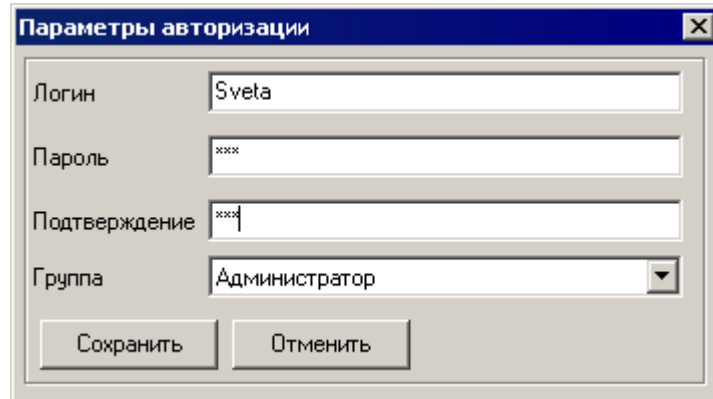 Параметры авторизации
Логин Sveta
Пароль ***
Подтверждение ***
Группа Администратор
Сохранить Отменить